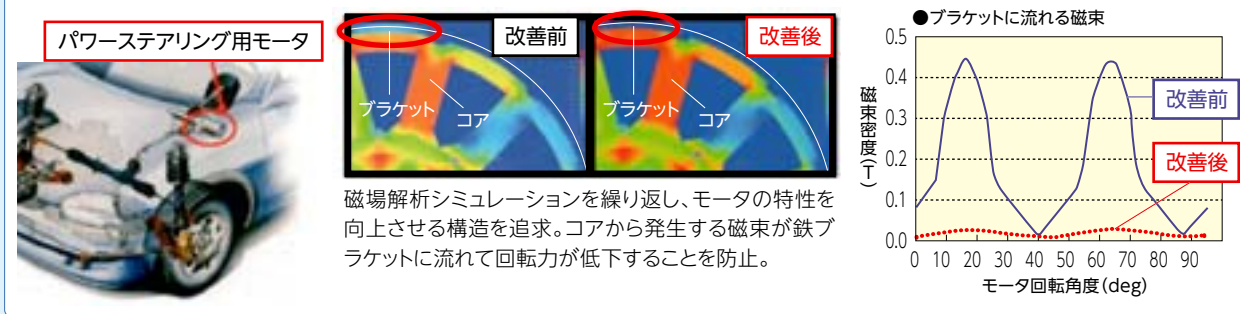 パワーステアリング用モータ
改善前
ブラケット
コア
改善後
ブラケット
コア
磁場解析シミュレーションを繰り返し、モータの特性を
向上させる構造を追求。コアから発生する磁束が鉄ブ
ラケットに流れて回転力が低下することを防止。
●ブラケットに流れる磁束
磁束密度(T)
0.5
0.4
0.3
0.2
0.1
0.0
改善前
改善後
0 10 20 30 40 50 60 70 80 90
モータ回転角度(deg)